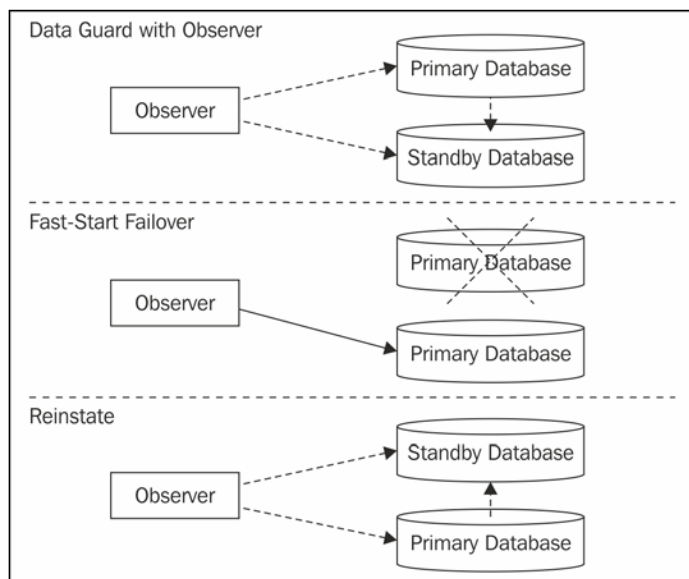 Data Guard with Observer
Primary Database
Observer
Standby Database
Fast-Start Failover
Primary Database
Observer
Primary Database
Reinstate
Standby Database
Observer
Primary Database